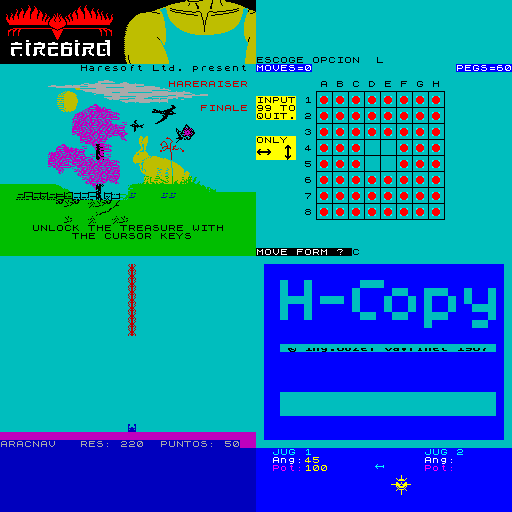 FIREBIRD
Haresoft Ltd. present
HARERAISER
FINALE
UNLOCK THE TREASURE WITH
THE CURSOR KEYS
ESCOGE OPCION L
MOVES=0 PEGS=60
A B C D E F G H
INPUT
99 TO
QUIT.
ONLY
1
2
3
4
5
6
7
8
MOVE FORM ? C
ARACNAV RES: 220 PUNTOS: 50
H-Copy
JUG 1 JUG 2
Ang:45 Ang:
Pot:100 Pot: